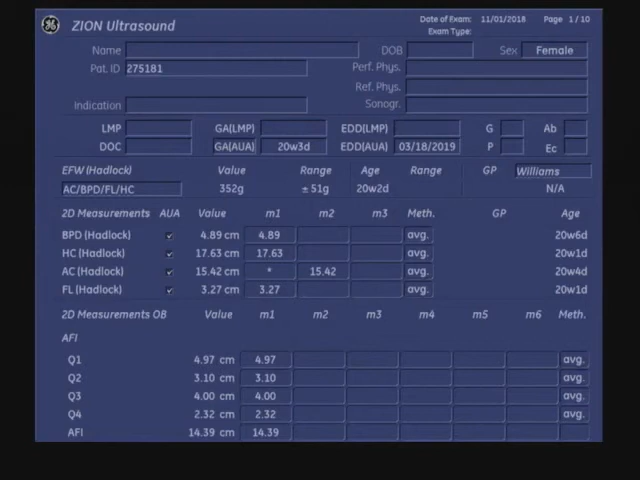 ZION Ultrasound
Date of Exam: 11/01/2018 Page 1 / 10
Exam Type:
Name DOB Sex Female
Pat. ID 275181 Perf. Phys.
Ref. Phys.
Indication Sonogr.
LMP GA(LMP) EDD(LMP) G Ab
DOC GA(AUA) 20w3d EDD(AUA) 03/18/2019 P Ec
EFW (Hadlock) Value Range Age Range GP Williams
AC/BPD/FL/HC 352g ± 51g 20w2d N/A
2D Measurements AUA Value m1 m2 m3 Meth. GP Age
BPD (Hadlock) 4.89 cm 4.89 avg. 20w6d
HC (Hadlock) 17.63 cm 17.63 avg. 20w1d
AC (Hadlock) 15.42 cm * 15.42 avg. 20w4d
FL (Hadlock) 3.27 cm 3.27 avg. 20w1d
2D Measurements OB Value m1 m2 m3 m4 m5 m6 Meth.
AFI
Q1 4.97 cm 4.97 avg.
Q2 3.10 cm 3.10 avg.
Q3 4.00 cm 4.00 avg.
Q4 2.32 cm 2.32 avg.
AFI 14.39 cm 14.39